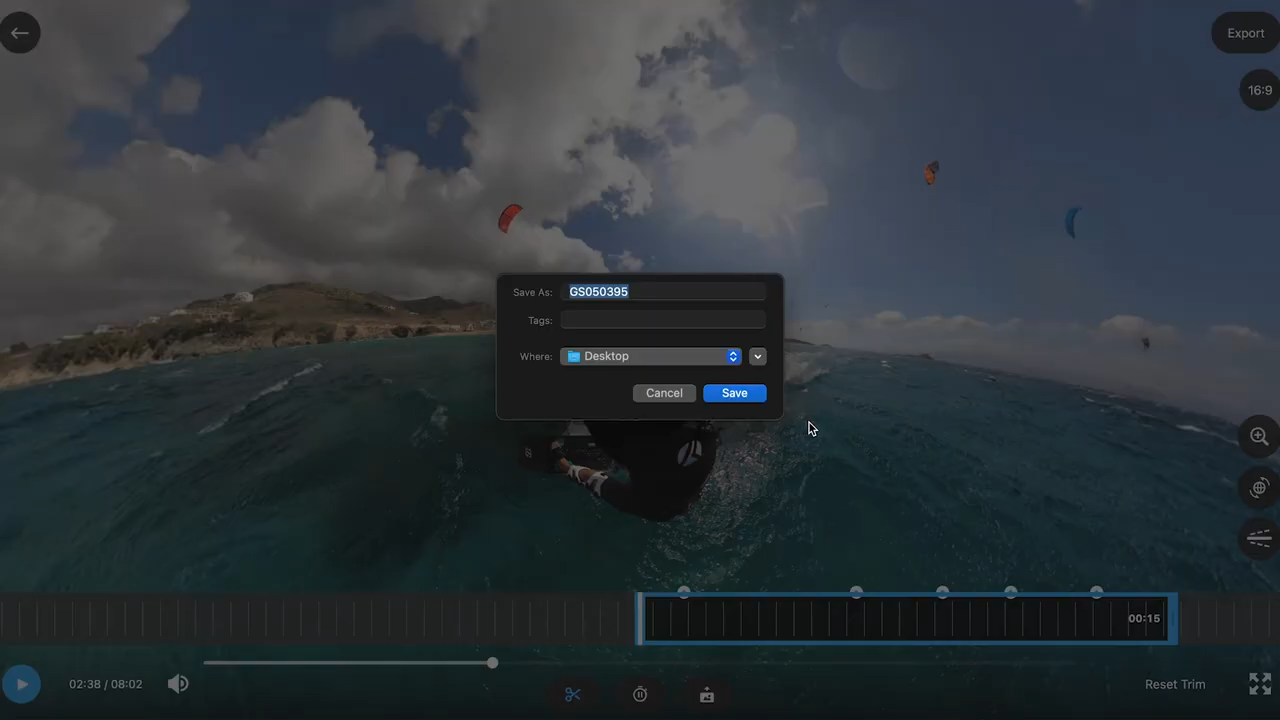 Export
16:9
Save As: GS050395
Tags:
Where: Desktop
Cancel Save
00:15
02:38 / 08:02
Reset Trim